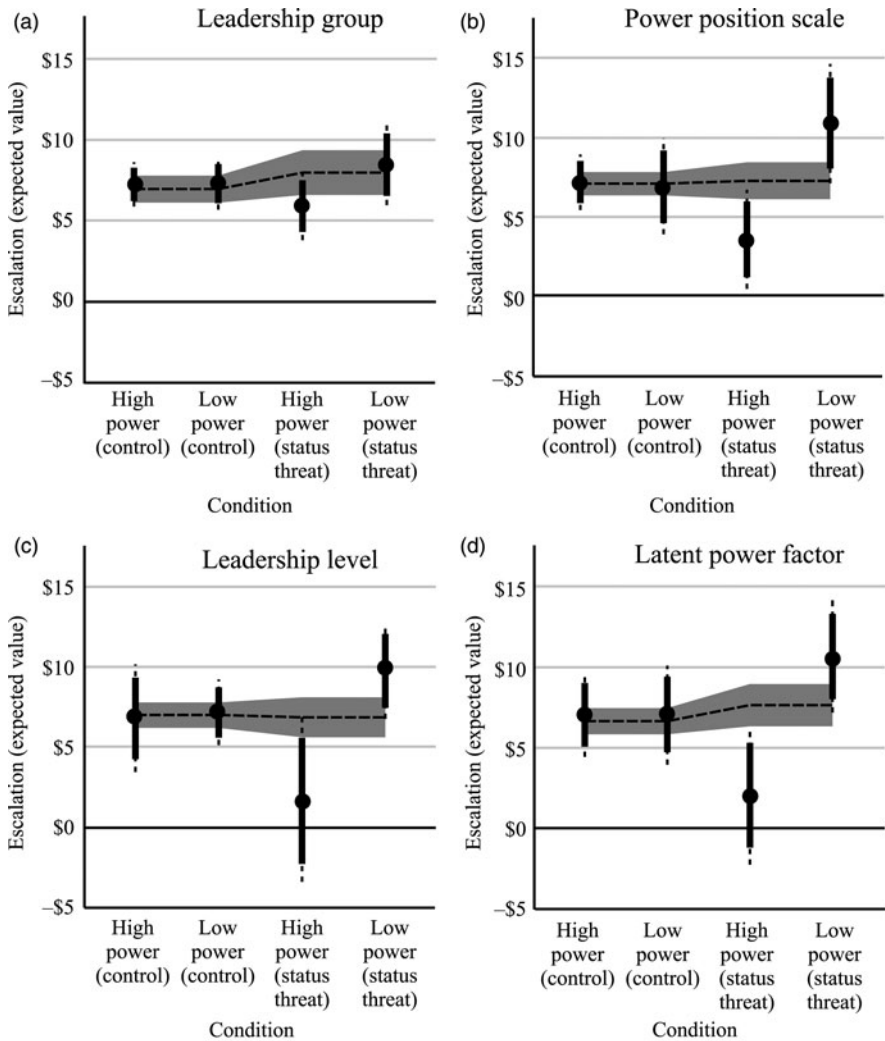 (a)
Leadership group
Escalation (expected value)
$15
$10
$5
$0
–$5
High power (control)
Low power (control)
High power (status threat)
Low power (status threat)
Condition
(b)
Power position scale
Escalation (expected value)
$15
$10
$5
$0
–$5
High power (control)
Low power (control)
High power (status threat)
Low power (status threat)
Condition
(c)
Leadership level
Escalation (expected value)
$15
$10
$5
$0
–$5
High power (control)
Low power (control)
High power (status threat)
Low power (status threat)
Condition
(d)
Latent power factor
Escalation (expected value)
$15
$10
$5
$0
–$5
High power (control)
Low power (control)
High power (status threat)
Low power (status threat)
Condition